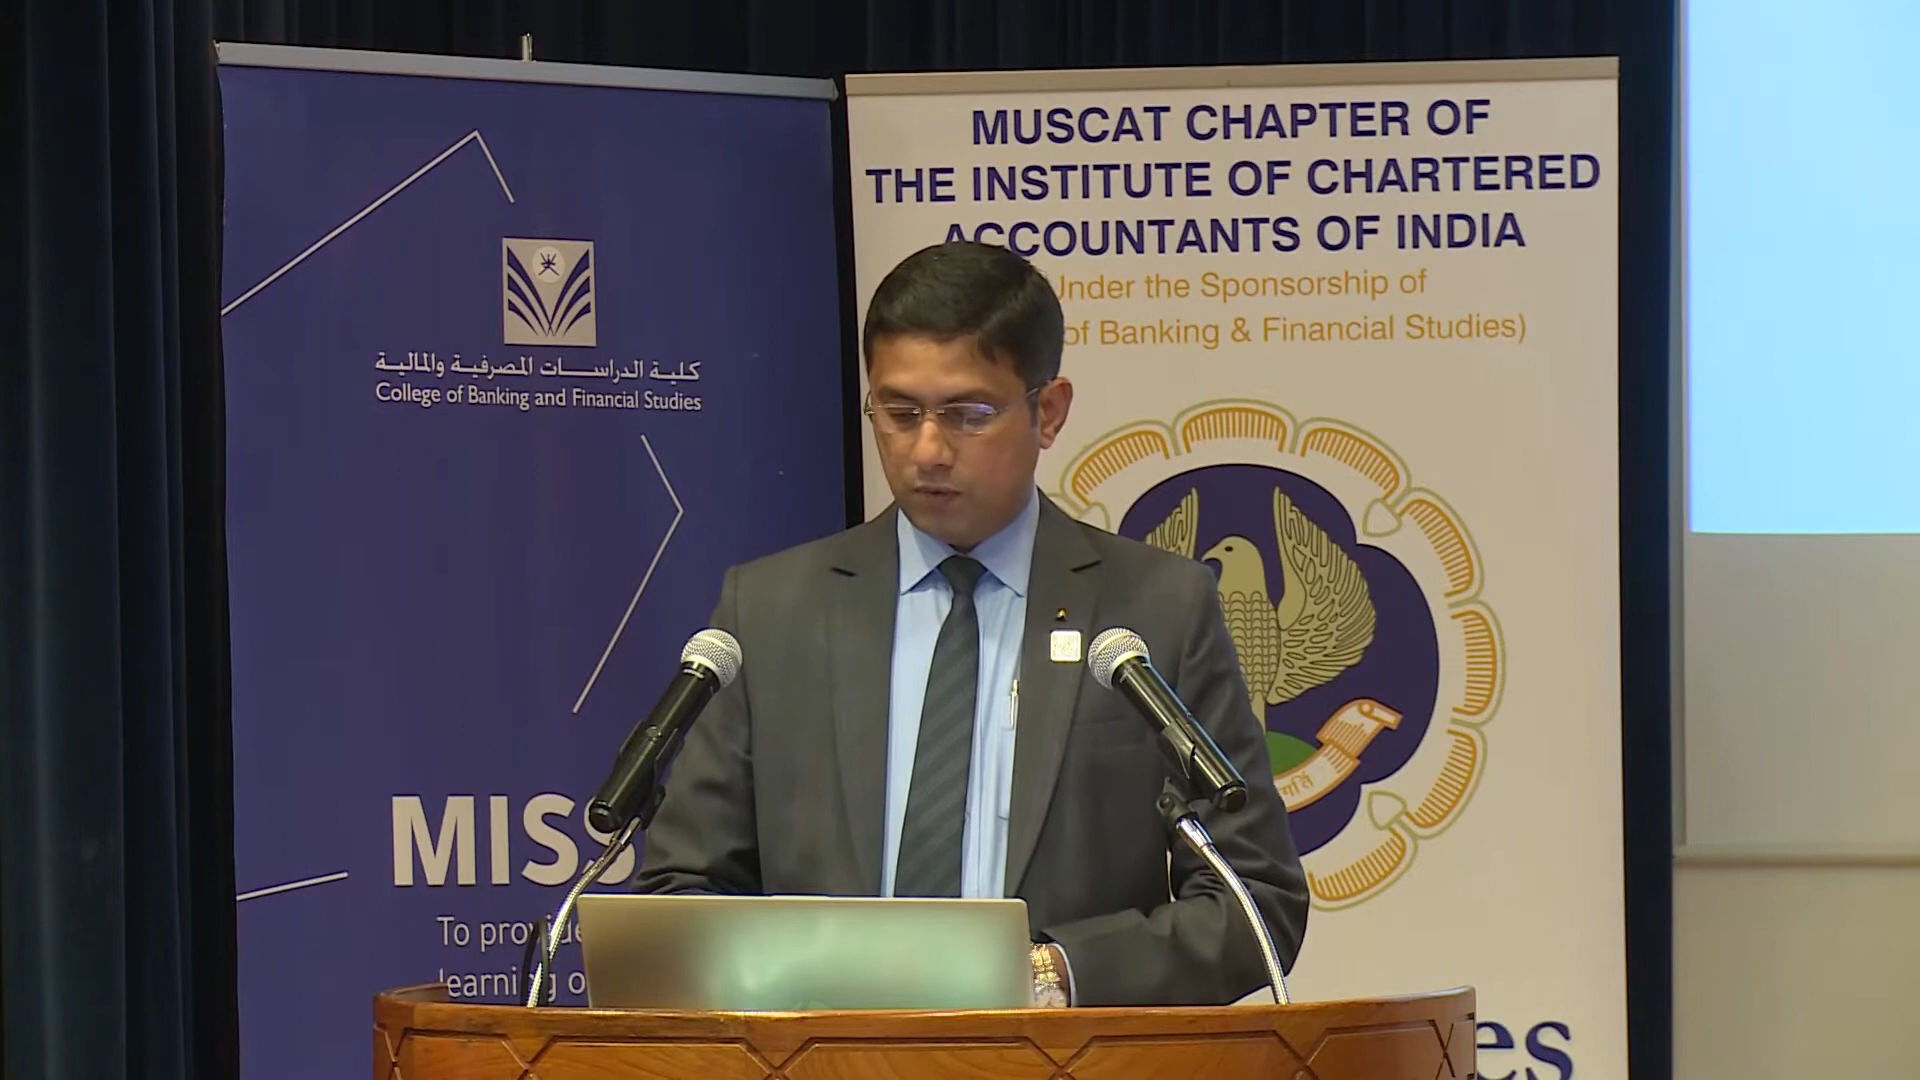 كلية الدراسات المصرفية والمالية
College of Banking and Financial Studies
MISS
To provide
learning o
MUSCAT CHAPTER OF
THE INSTITUTE OF CHARTERED
ACCOUNTANTS OF INDIA
Under the Sponsorship of
of Banking & Financial Studies)
es